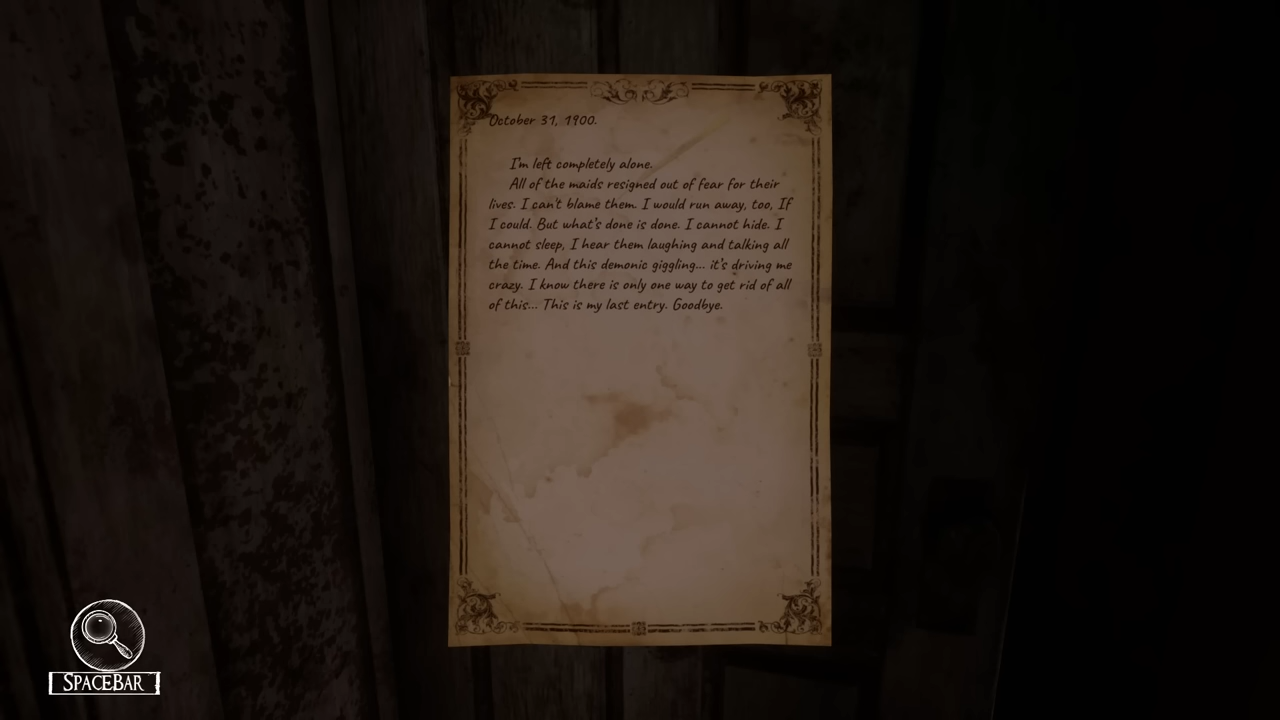 October 31, 1900.
I'm left completely alone.
All of the maids resigned out of fear for their
lives. I can't blame them. I would run away, too, If
I could. But what's done is done. I cannot hide. I
cannot sleep, I hear them laughing and talking all
the time. And this demonic giggling... it's driving me
crazy. I know there is only one way to get rid of all
of this... This is my last entry. Goodbye.
SPACEBAR